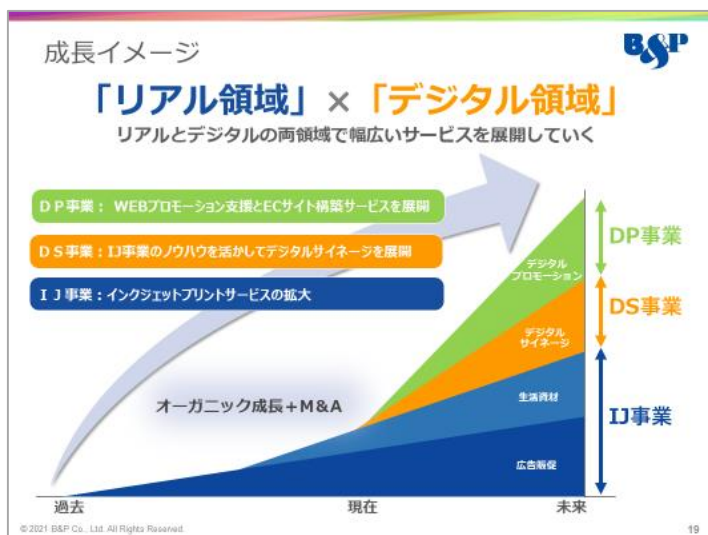 成長イメージ
B&P
「リアル領域」×「デジタル領域」
リアルとデジタルの両領域で幅広いサービスを展開していく
DP事業： WEBプロモーション支援とECサイト構築サービスを展開
DS事業：IJ事業のノウハウを活かしてデジタルサイネージを展開
IJ事業：インクジェットプリントサービスの拡大
オーガニック成長+M&A
デジタル
プロモーション
デジタル
サイネージ
生活資材
広告販促
DP事業
DS事業
IJ事業
過去
現在
未来
© 2021 B&P Co., Ltd. All Rights Reserved.
19